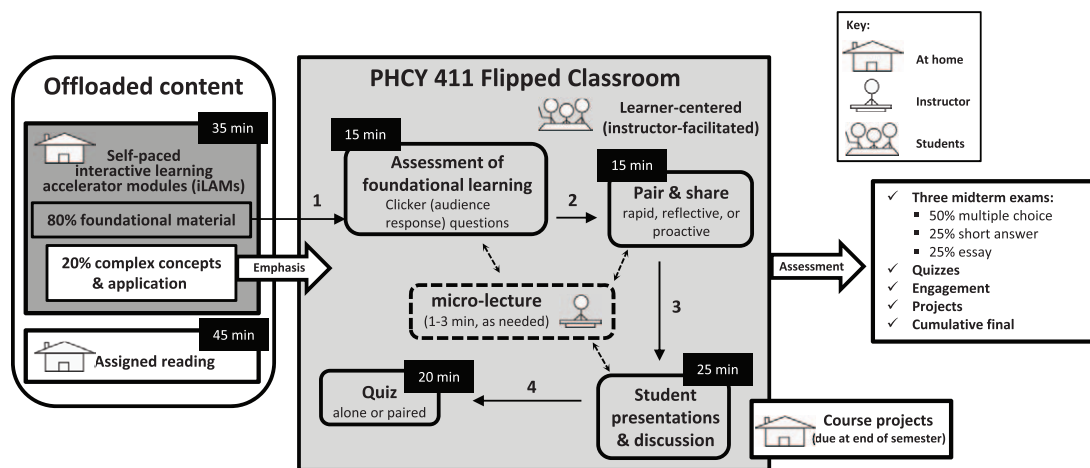 Key:
At home
Instructor
Students
Offloaded content
35 min
Self-paced
interactive learning
accelerator modules (iLAMs)
80% foundational material
20% complex concepts
& application
45 min
Assigned reading
1
Emphasis
PHCY 411 Flipped Classroom
Learner-centered
(instructor-facilitated)
15 min
Assessment of
foundational learning
Clicker (audience
response) questions
2
15 min
Pair & share
rapid, reflective, or
proactive
micro-lecture
(1-3 min, as needed)
3
25 min
Student
presentations
& discussion
4
20 min
Quiz
alone or paired
Assessment
✓ Three midterm exams:
▪ 50% multiple choice
▪ 25% short answer
▪ 25% essay
✓ Quizzes
✓ Engagement
✓ Projects
✓ Cumulative final
Course projects
(due at end of semester)